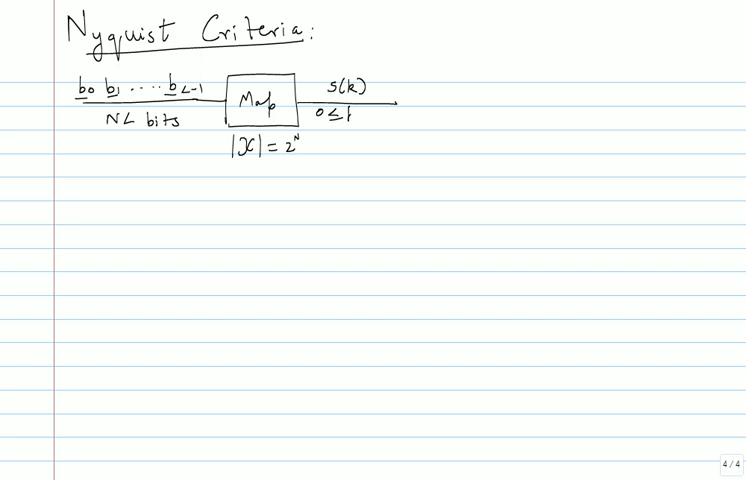 Nyquist Criteria:
b0 b1 .... bL-1 Map s(k)
NL bits 0 ≤ k
|X| = 2^N
4 / 4